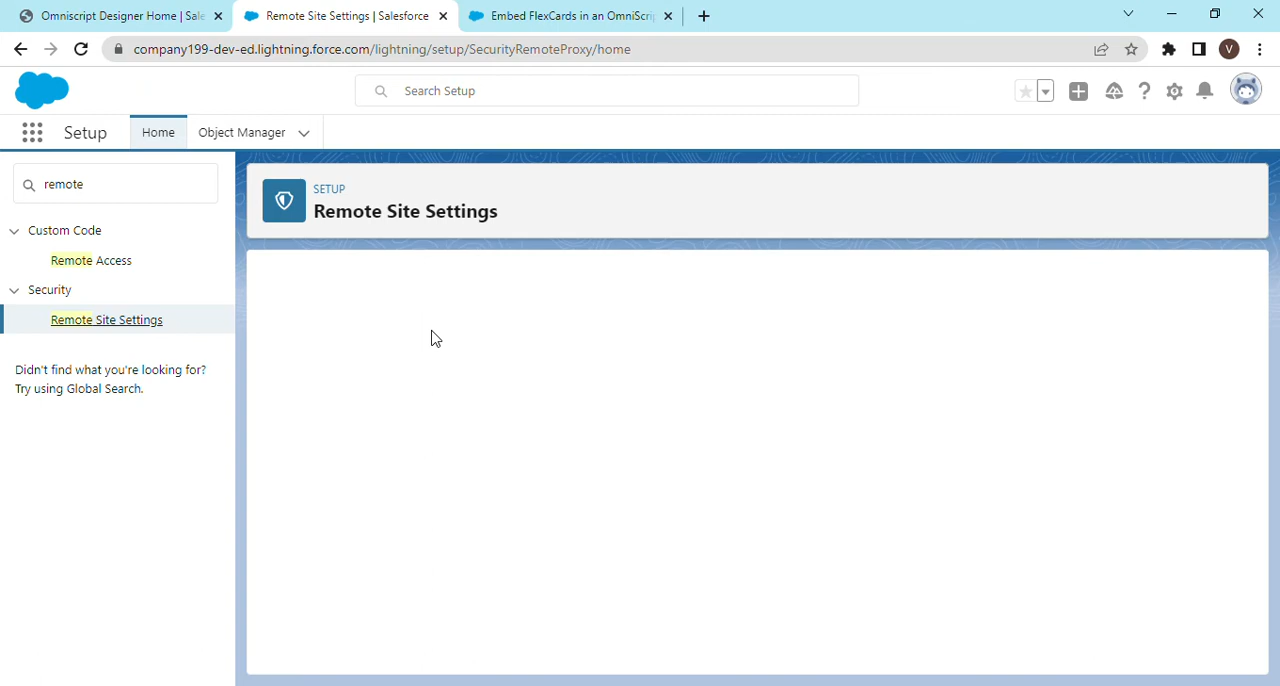 Omniscript Designer Home | Sale
Remote Site Settings | Salesforce
Embed FlexCards in an OmniScrip
company199-dev-ed.lightning.force.com/lightning/setup/SecurityRemoteProxy/home
V
Search Setup
Setup
Home
Object Manager
remote
Custom Code
Remote Access
Security
Remote Site Settings
Didn't find what you're looking for?
Try using Global Search.
SETUP
Remote Site Settings